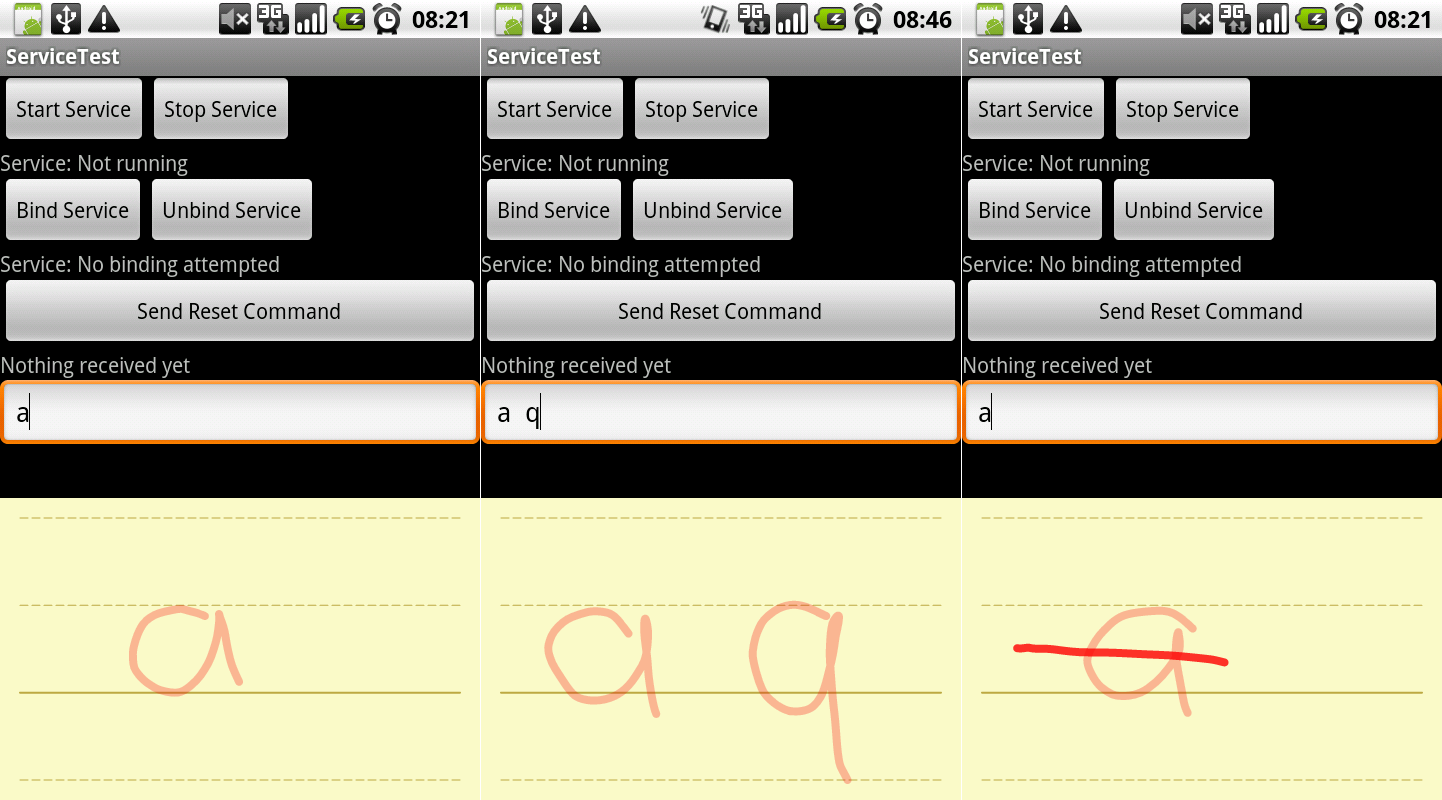 3G 08:21
ServiceTest
Start Service Stop Service
Service: Not running
Bind Service Unbind Service
Service: No binding attempted
Send Reset Command
Nothing received yet
a
a
3G 08:46
ServiceTest
Start Service Stop Service
Service: Not running
Bind Service Unbind Service
Service: No binding attempted
Send Reset Command
Nothing received yet
a q
a q
3G 08:21
ServiceTest
Start Service Stop Service
Service: Not running
Bind Service Unbind Service
Service: No binding attempted
Send Reset Command
Nothing received yet
a
a